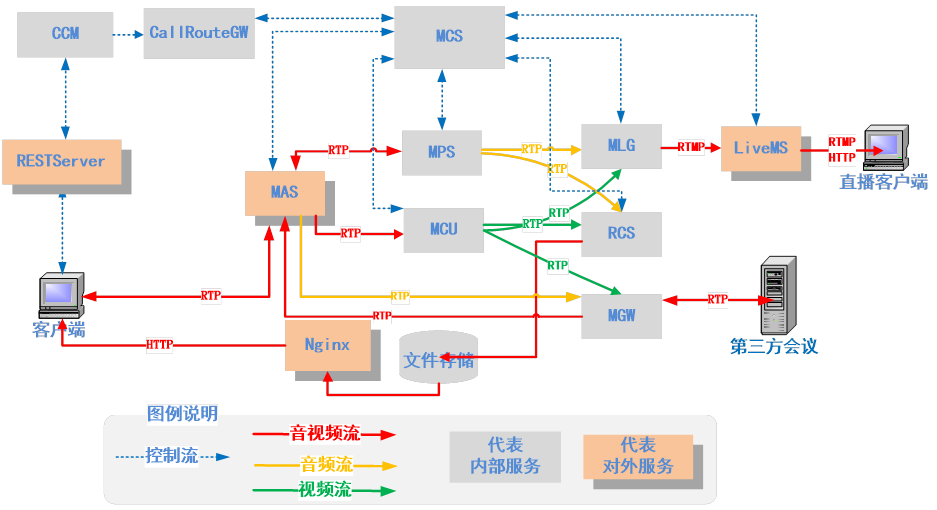 CCM
CallRouteGW
MCS
RESTServer
MAS
RTP
MPS
RTP
RTP
MLG
RTMP
LiveMS
RTMP
HTTP
直播客户端
RTP
MCU
RTP
RTP
RCS
RTP
客户端
RTP
RTP
RTP
MGW
RTP
第三方会议
HTTP
Nginx
文件存储
图例说明
控制流
音视频流
音频流
视频流
代表
内部服务
代表
对外服务